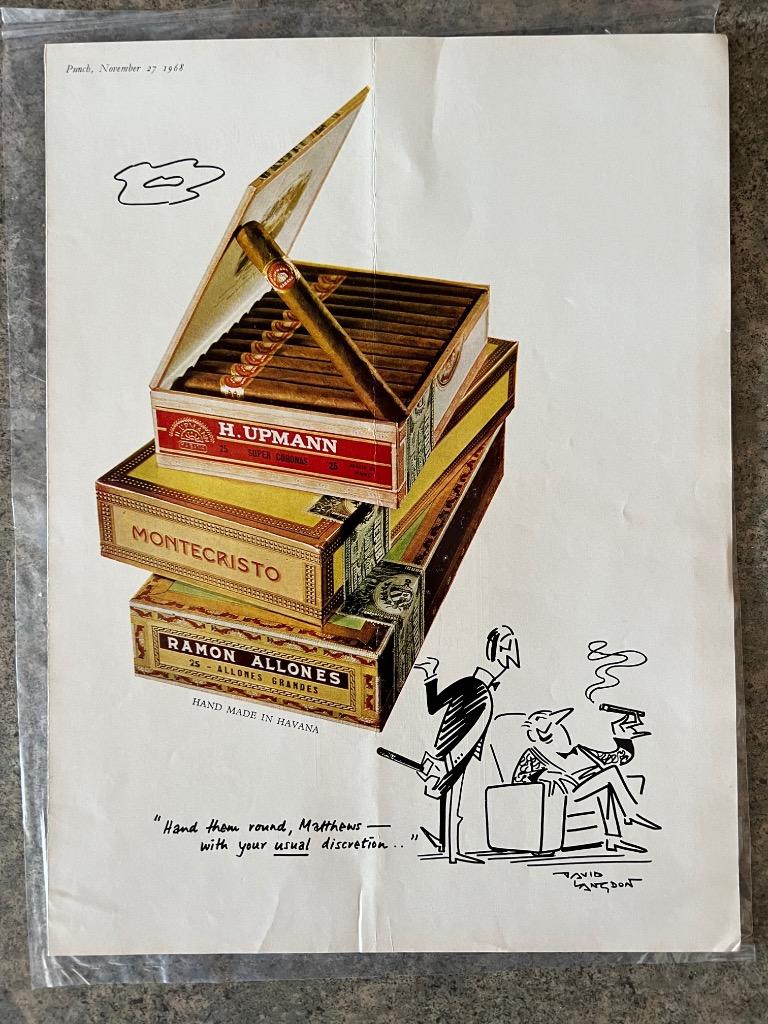 Punch, November 27 1968
H. UPMANN
25 SUPER CORONAS 25
MONTECRISTO
RAMON ALLONES
25 - ALLONES GRANDES
HAND MADE IN HAVANA
"Hand them round, Matthews —
with your usual discretion.."
DAVID
LANGDON